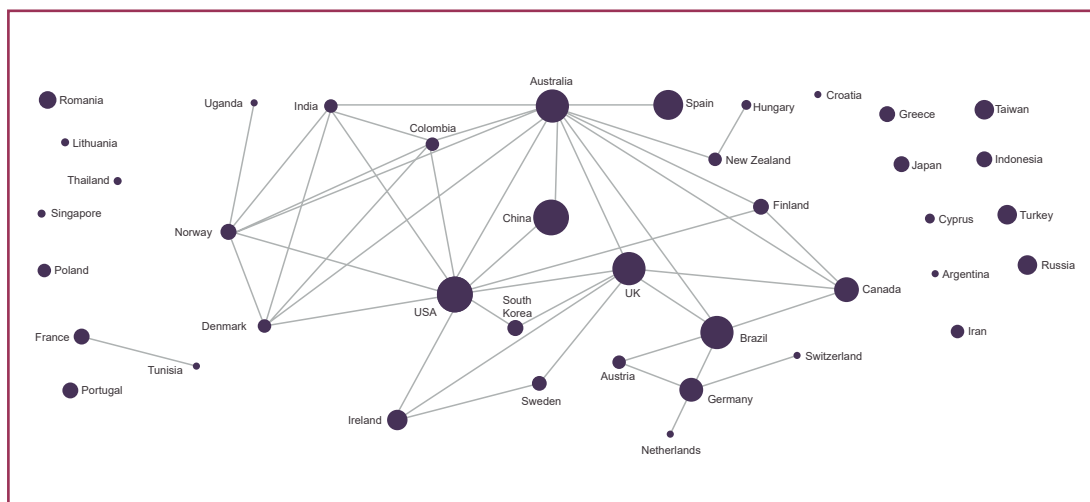 Australia
Romania
Uganda
India
Spain
Hungary
Croatia
Greece
Taiwan
Colombia
Lithuania
New Zealand
Japan
Indonesia
Thailand
Singapore
China
Finland
Cyprus
Turkey
Norway
Poland
Argentina
Russia
Canada
USA
South
Korea
UK
Denmark
Brazil
Iran
France
Tunisia
Switzerland
Austria
Portugal
Sweden
Germany
Ireland
Netherlands